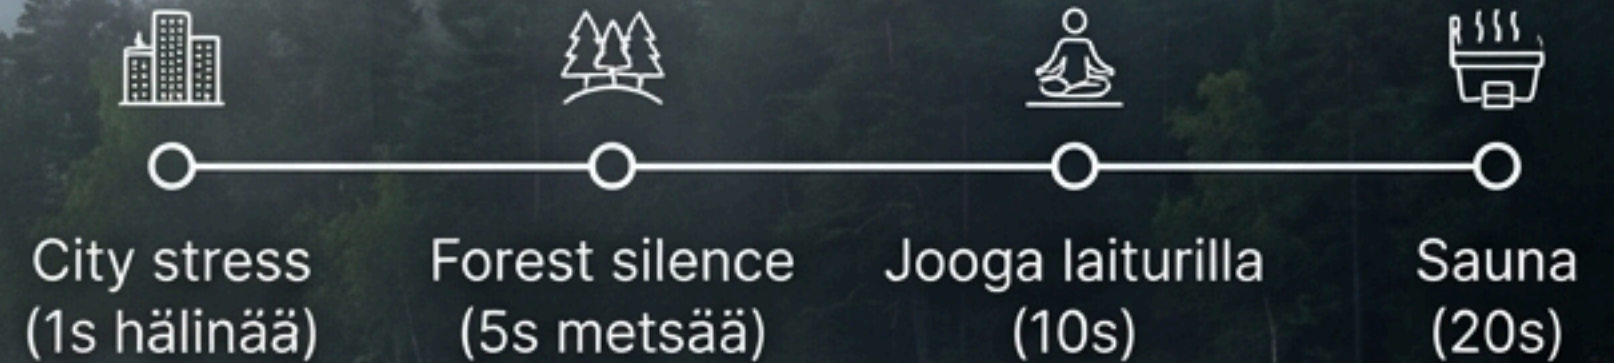 City stress
(1s hälinää)
Forest silence
(5s metsää)
Jooga laiturilla
(10s)
Sauna
(20s)